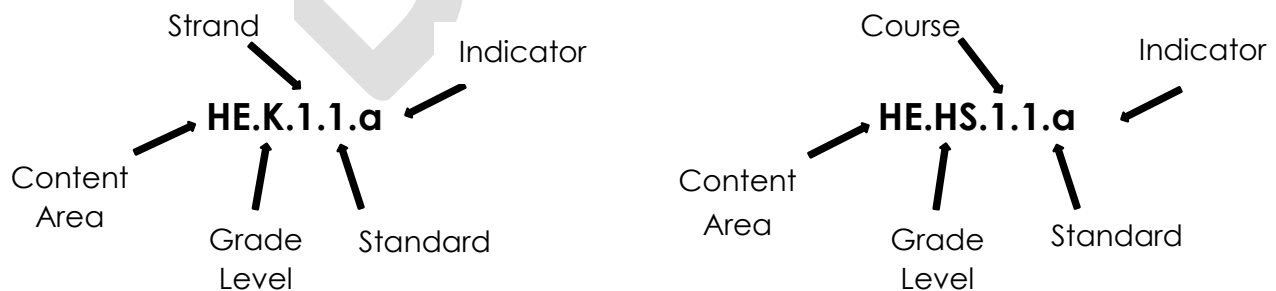 Strand
Indicator
HE.K.1.1.a
Content
Area
Grade
Level
Standard
Course
Indicator
HE.HS.1.1.a
Content
Area
Grade
Level
Standard